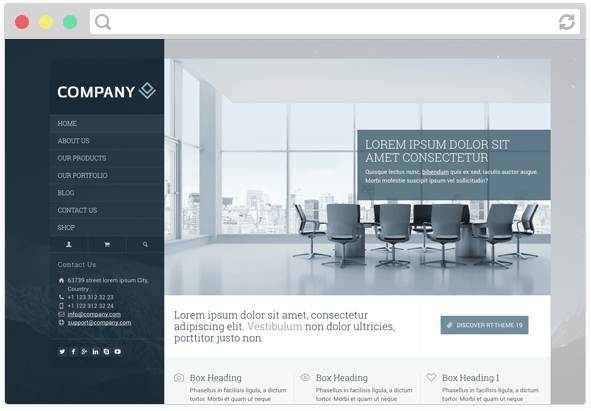 COMPANY
HOME
ABOUT US
OUR PRODUCTS
OUR PORTFOLIO
BLOG
CONTACT US
SHOP
Contact Us
63739 street lorem ipsum City,
Country
+1 123 312 32 23
+1 123 312 32 24
info@company.com
support@company.com
LOREM IPSUM DOLOR SIT
AMET CONSECTETUR
Quisque lectus nunc, bibendum quis ex sed, iaculis auctor augue.
Morbi molestie suscipit ipsum vel sollicitudin?
Lorem ipsum dolor sit amet, consectetur
adipiscing elit. Vestibulum non dolor ultricies,
porttitor justo non.
DISCOVER RT-THEME 19
Box Heading
Phasellus in facilisis ligula, a dictum
tortor. Morbi et quam ut neque
Box Heading
Phasellus in facilisis ligula, a dictum
tortor. Morbi et quam ut neque
Box Heading 1
Phasellus in facilisis ligula, a dictum
tortor. Morbi et quam ut neque